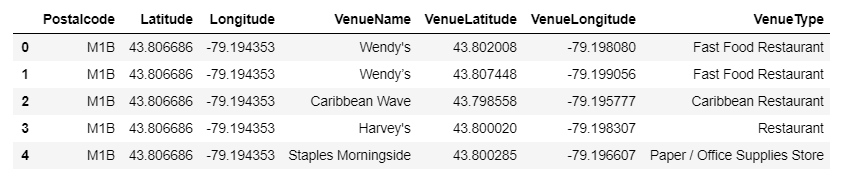 Postalcode Latitude Longitude VenueName VenueLatitude VenueLongitude VenueType
0 M1B 43.806686 -79.194353 Wendy's 43.802008 -79.198080 Fast Food Restaurant
1 M1B 43.806686 -79.194353 Wendy’s 43.807448 -79.199056 Fast Food Restaurant
2 M1B 43.806686 -79.194353 Caribbean Wave 43.798558 -79.195777 Caribbean Restaurant
3 M1B 43.806686 -79.194353 Harvey's 43.800020 -79.198307 Restaurant
4 M1B 43.806686 -79.194353 Staples Morningside 43.800285 -79.196607 Paper / Office Supplies Store